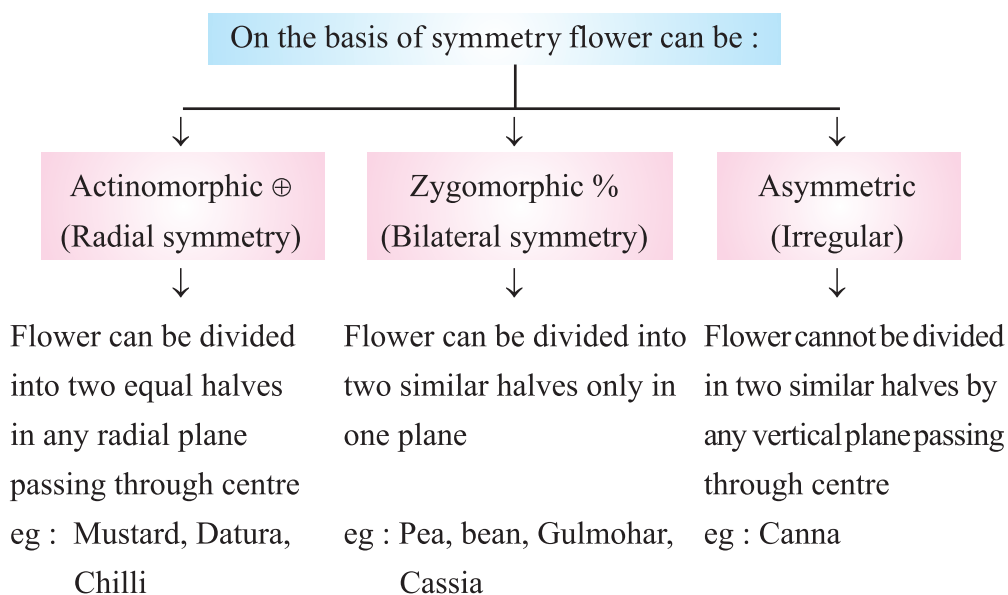 On the basis of symmetry flower can be :
Actinomorphic ⊕
(Radial symmetry)
Zygomorphic %
(Bilateral symmetry)
Asymmetric
(Irregular)
Flower can be divided
into two equal halves
in any radial plane
passing through centre
eg : Mustard, Datura,
Chilli
Flower can be divided into
two similar halves only in
one plane
eg : Pea, bean, Gulmohar,
Cassia
Flower cannot be divided
in two similar halves by
any vertical plane passing
through centre
eg : Canna